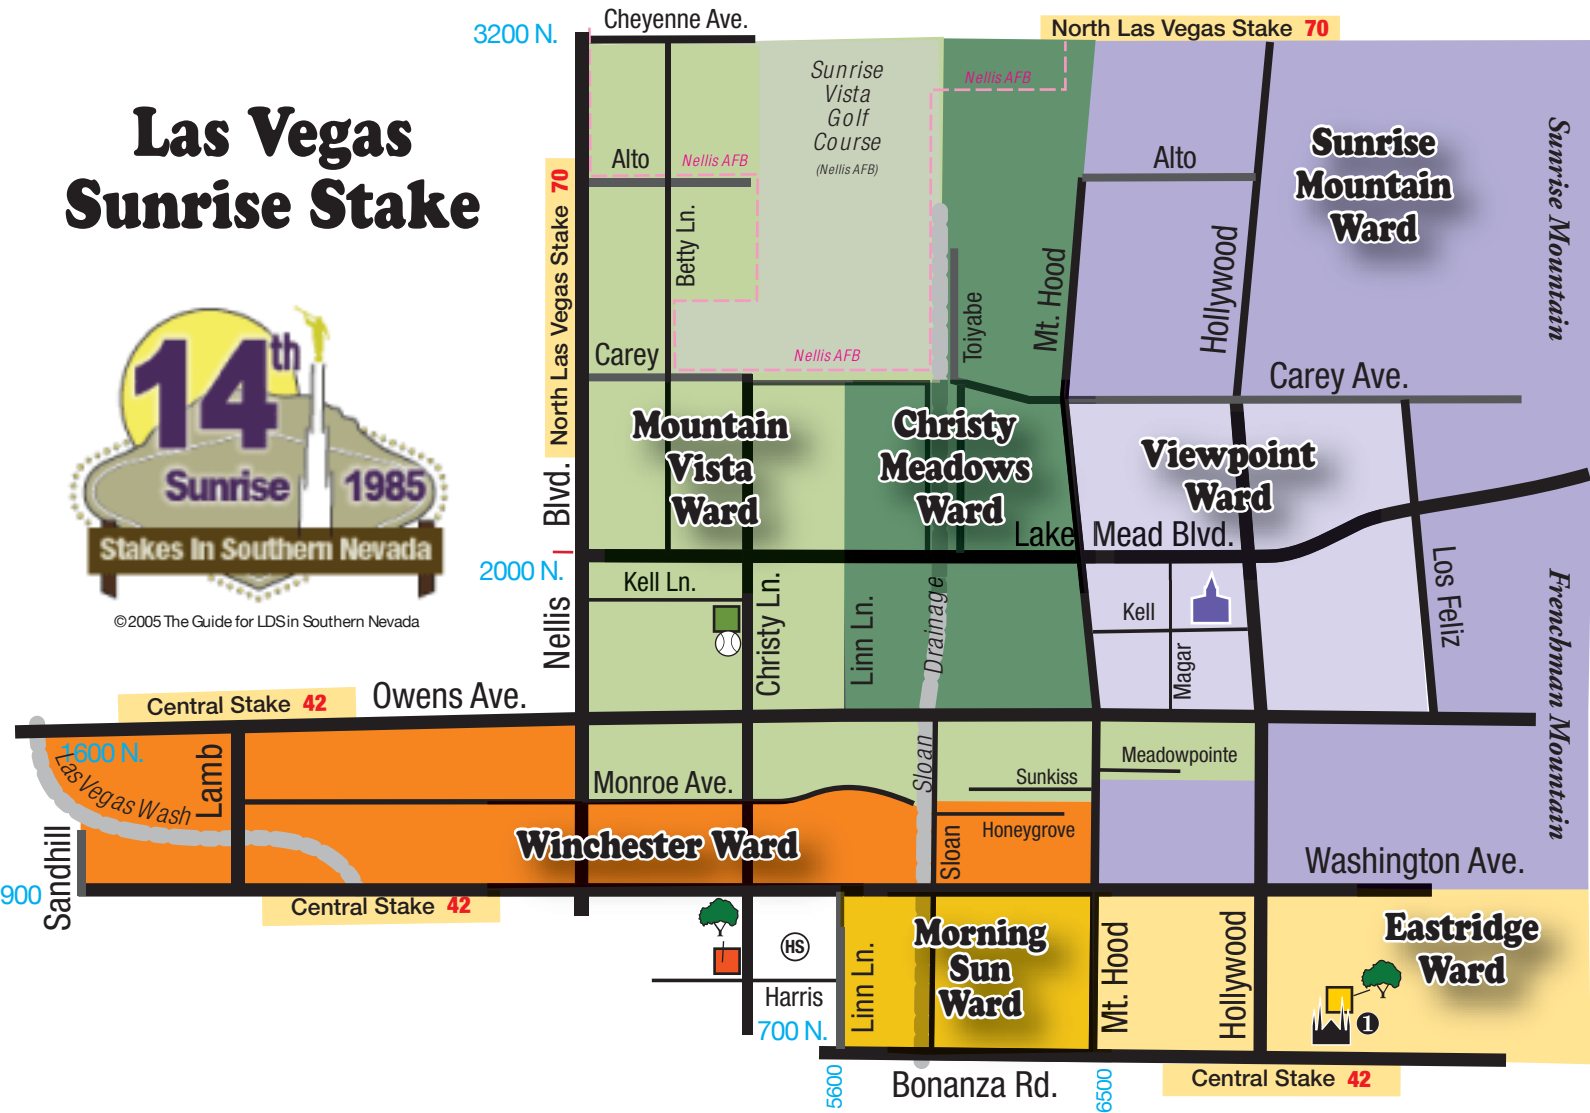 Cheyenne Ave.
3200 N.
North Las Vegas Stake 70
Las Vegas
Sunrise Stake
Sunrise
Vista
Golf
Course
(Nellis AFB)
Nellis AFB
Alto
Nellis AFB
Alto
Sunrise
Mountain
Ward
Sunrise Mountain
North Las Vegas Stake 70
Betty Ln.
Toiyabe
Mt. Hood
Hollywood
14th
Sunrise 1985
Stakes In Southern Nevada
©2005 The Guide for LDS in Southern Nevada
Carey
Nellis AFB
Carey Ave.
Mountain
Vista
Ward
Christy
Meadows
Ward
Viewpoint
Ward
Nellis Blvd.
Lake Mead Blvd.
2000 N.
Kell Ln.
Christy Ln.
Linn Ln.
Drainage
Kell
Magar
Los Feliz
Frenchman Mountain
Central Stake 42
Owens Ave.
1600 N.
Las Vegas Wash
Lamb
Monroe Ave.
Sloan
Sunkiss
Meadowpointe
Winchester Ward
Sloan
Honeygrove
Washington Ave.
900
Sandhill
Central Stake 42
HS
Harris
700 N.
Linn Ln.
Morning
Sun
Ward
Mt. Hood
Hollywood
Eastridge
Ward
1
5600
Bonanza Rd.
6500
Central Stake 42